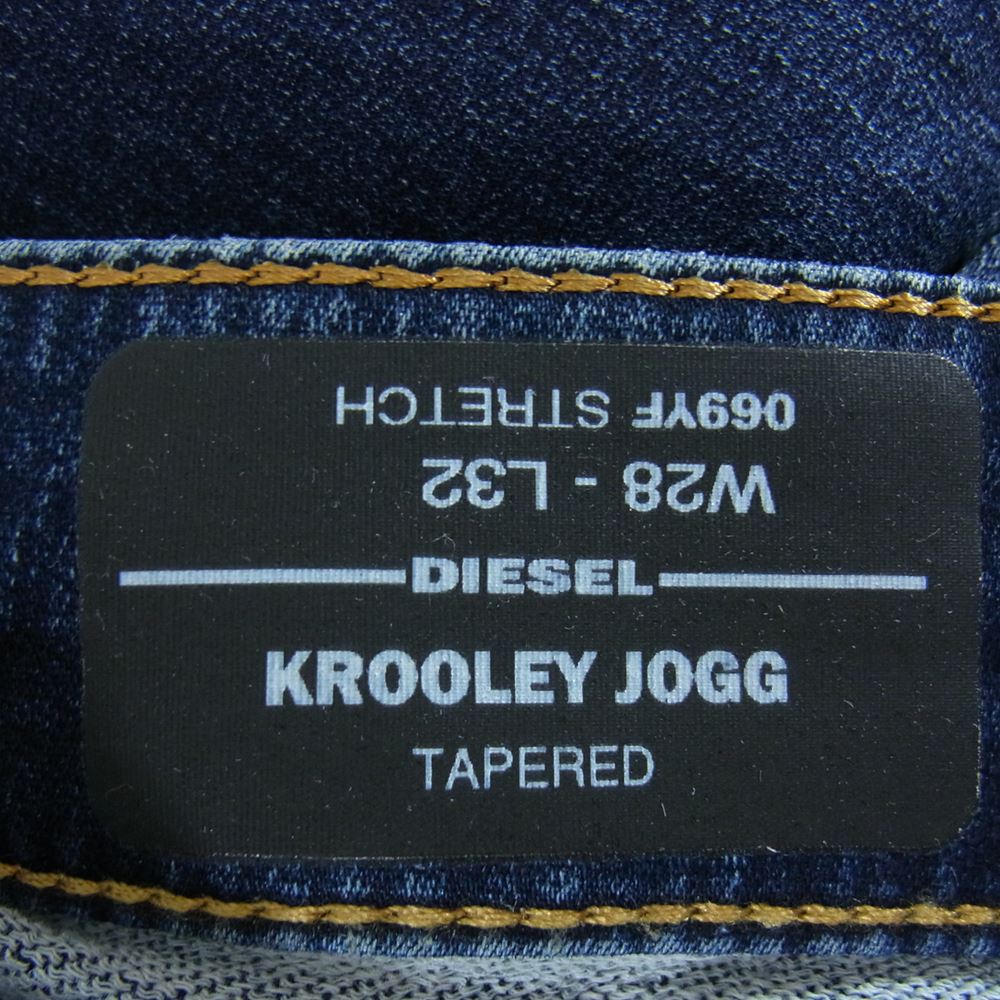 069YF STRETCH
W28 - L32
DIESEL
KROOLEY JOGG
TAPERED